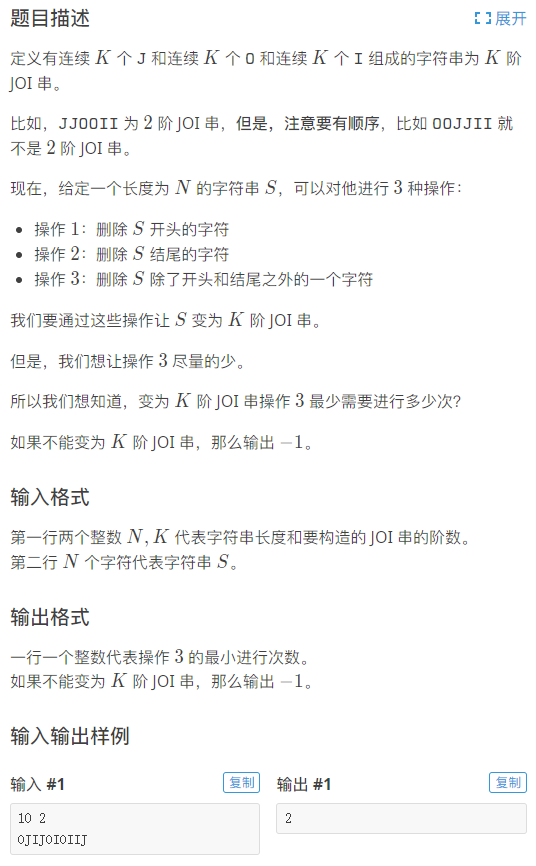 题目描述 展开
定义有连续 K 个 J 和连续 K 个 O 和连续 K 个 I 组成的字符串为 K 阶
JOI 串。
比如，JJOOII 为 2 阶 JOI 串，但是，注意要有顺序，比如 OOJJII 就
不是 2 阶 JOI 串。
现在，给定一个长度为 N 的字符串 S，可以对他进行 3 种操作：
• 操作 1：删除 S 开头的字符
• 操作 2：删除 S 结尾的字符
• 操作 3：删除 S 除了开头和结尾之外的一个字符
我们要通过这些操作让 S 变为 K 阶 JOI 串。
但是，我们想让操作 3 尽量的少。
所以我们想知道，变为 K 阶 JOI 串操作 3 最少需要进行多少次？
如果不能变为 K 阶 JOI 串，那么输出 −1。
输入格式
第一行两个整数 N, K 代表字符串长度和要构造的 JOI 串的阶数。
第二行 N 个字符代表字符串 S。
输出格式
一行一个整数代表操作 3 的最小进行次数。
如果不能变为 K 阶 JOI 串，那么输出 −1。
输入输出样例
输入 #1 复制 输出 #1 复制
10 2 2
OJIJOIOIIJ